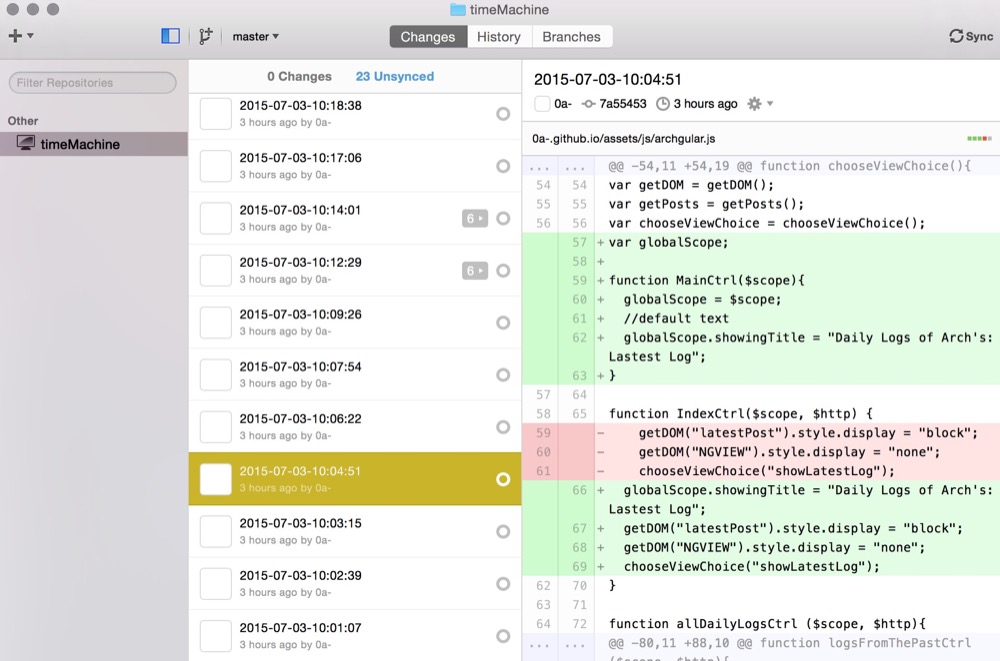 timeMachine
master
Changes
History
Branches
Sync
Filter Repositories
Other
timeMachine
0 Changes
23 Unsynced
2015-07-03-10:18:38
3 hours ago by 0a-
2015-07-03-10:17:06
3 hours ago by 0a-
2015-07-03-10:14:01
3 hours ago by 0a-
6
2015-07-03-10:12:29
3 hours ago by 0a-
6
2015-07-03-10:09:26
3 hours ago by 0a-
2015-07-03-10:07:54
3 hours ago by 0a-
2015-07-03-10:06:22
3 hours ago by 0a-
2015-07-03-10:04:51
3 hours ago by 0a-
2015-07-03-10:03:15
3 hours ago by 0a-
2015-07-03-10:02:39
3 hours ago by 0a-
2015-07-03-10:01:07
3 hours ago by 0a-
2015-07-03-10:04:51
0a- 7a55453 3 hours ago
0a-.github.io/assets/js/archgular.js
... ... @@ -54,11 +54,19 @@ function chooseViewChoice(){
54 54 var getDOM = getDOM();
55 55 var getPosts = getPosts();
56 56 var chooseViewChoice = chooseViewChoice();
57 + var globalScope;
58 +
59 + function MainCtrl($scope){
60 + globalScope = $scope;
61 + //default text
62 + globalScope.showingTitle = "Daily Logs of Arch's:
Lastest Log";
63 + }
57 64
58 65 function IndexCtrl($scope, $http) {
59 - getDOM("latestPost").style.display = "block";
60 - getDOM("NGVIEW").style.display = "none";
61 - chooseViewChoice("showLatestLog");
66 + globalScope.showingTitle = "Daily Logs of Arch's:
Lastest Log";
67 + getDOM("latestPost").style.display = "block";
68 + getDOM("NGVIEW").style.display = "none";
69 + chooseViewChoice("showLatestLog");
62 70 }
63 71
64 72 function allDailyLogsCtrl ($scope, $http){
... ... @@ -80,11 +88,10 @@ function logsFromThePastCtrl
($scope, $http){